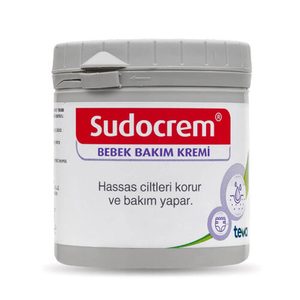 Sudocrem®
BEBEK BAKIM KREMİ
Hassas ciltleri korur
ve bakım yapar.
teva